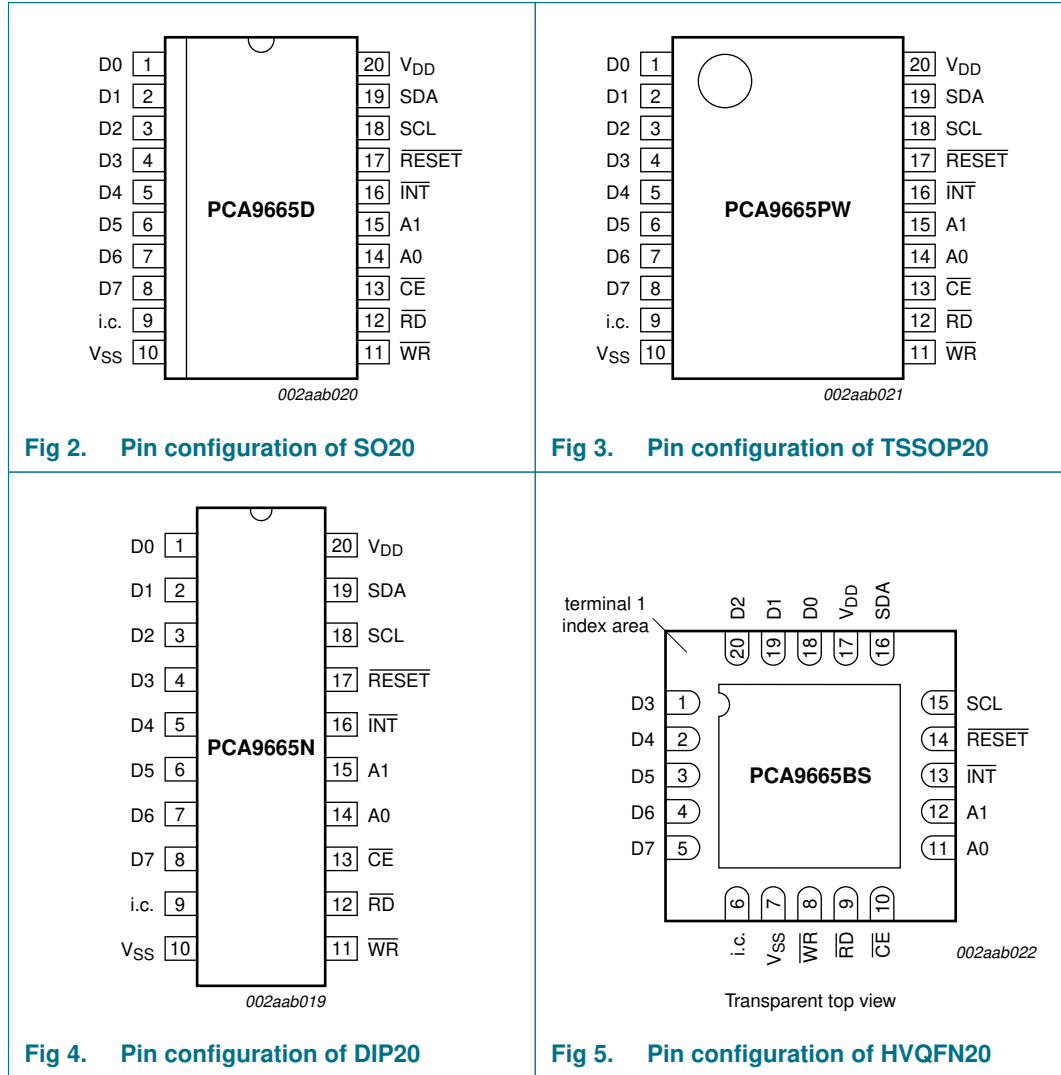 D0 1 20 VDD
D1 2 19 SDA
D2 3 18 SCL
D3 4 17 RESET
D4 5 16 INT
PCA9665D
D5 6 15 A1
D6 7 14 A0
D7 8 13 CE
i.c. 9 12 RD
VSS 10 11 WR
002aab020
Fig 2. Pin configuration of SO20
D0 1 20 VDD
D1 2 19 SDA
D2 3 18 SCL
D3 4 17 RESET
D4 5 16 INT
PCA9665PW
D5 6 15 A1
D6 7 14 A0
D7 8 13 CE
i.c. 9 12 RD
VSS 10 11 WR
002aab021
Fig 3. Pin configuration of TSSOP20
D0 1 20 VDD
D1 2 19 SDA
D2 3 18 SCL
D3 4 17 RESET
D4 5 16 INT
PCA9665N
D5 6 15 A1
D6 7 14 A0
D7 8 13 CE
i.c. 9 12 RD
VSS 10 11 WR
002aab019
Fig 4. Pin configuration of DIP20
terminal 1
index area
D2 D1 D0 VDD SDA
20 19 18 17 16
D3 1 15 SCL
D4 2 14 RESET
D5 3 PCA9665BS 13 INT
D6 4 12 A1
D7 5 11 A0
6 7 8 9 10
i.c. VSS WR RD CE
002aab022
Transparent top view
Fig 5. Pin configuration of HVQFN20